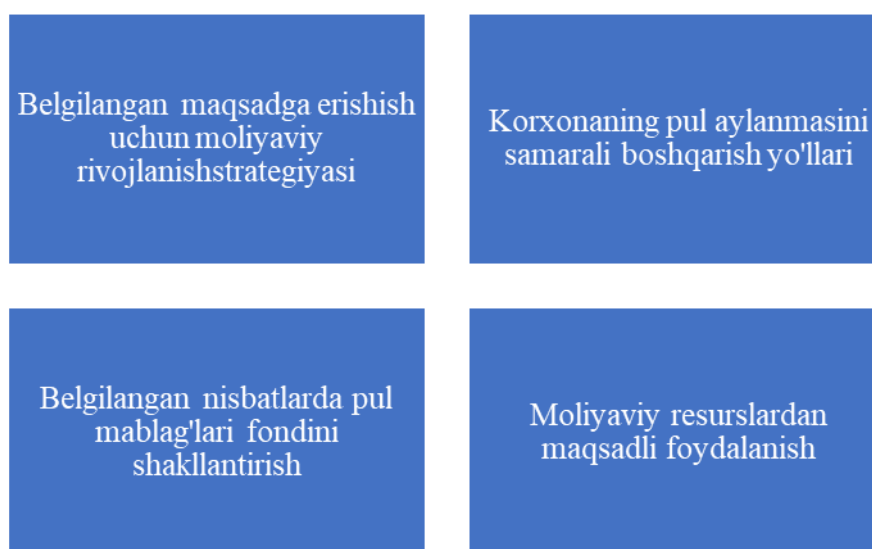 Belgilangan maqsadga erishish
uchun moliyaviy
rivojlanishstrategiyasi
Korxonaning pul aylanmasini
samarali boshqarish yo'llari
Belgilangan nisbatlarda pul
mablag'lari fondini
shakllantirish
Moliyaviy resurslardan
maqsadli foydalanish